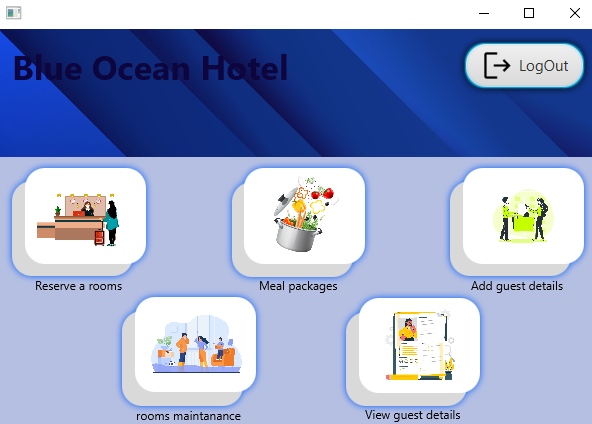 Blue Ocean Hotel
LogOut
Reserve a rooms
Meal packages
Add guest details
rooms maintanance
View guest details